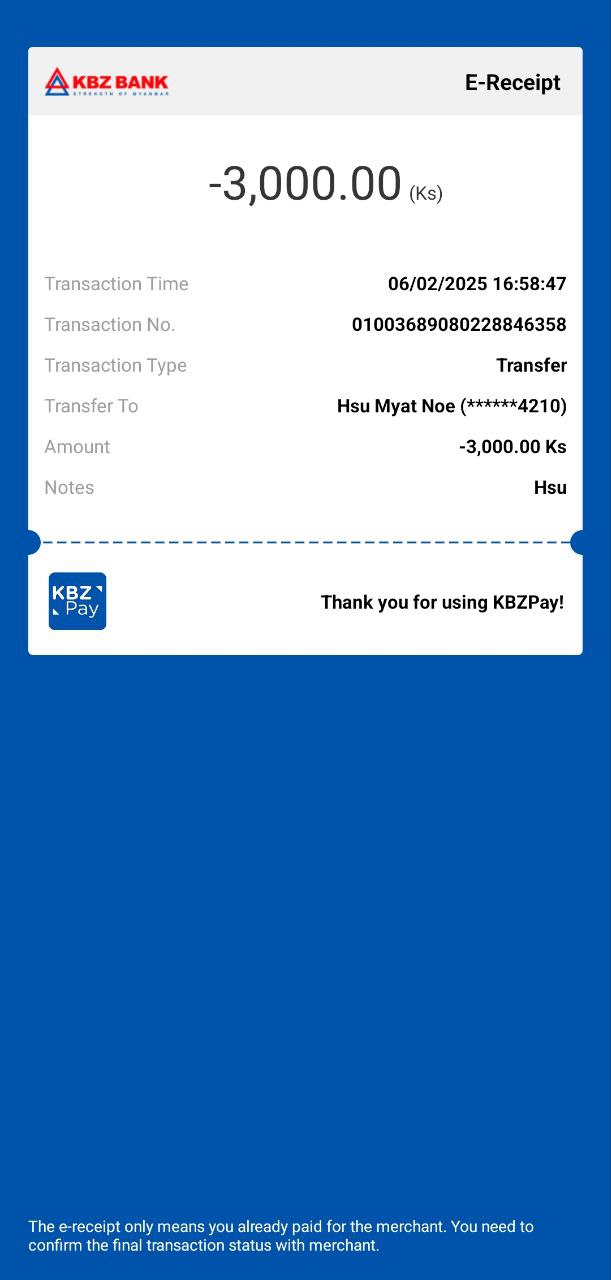 KBZ BANK
STRENGTH OF MYANMAR
E-Receipt
-3,000.00 (Ks)
Transaction Time 06/02/2025 16:58:47
Transaction No. 01003689080228846358
Transaction Type Transfer
Transfer To Hsu Myat Noe (******4210)
Amount -3,000.00 Ks
Notes Hsu
KBZ
Pay
Thank you for using KBZPay!
The e-receipt only means you already paid for the merchant. You need to
confirm the final transaction status with merchant.